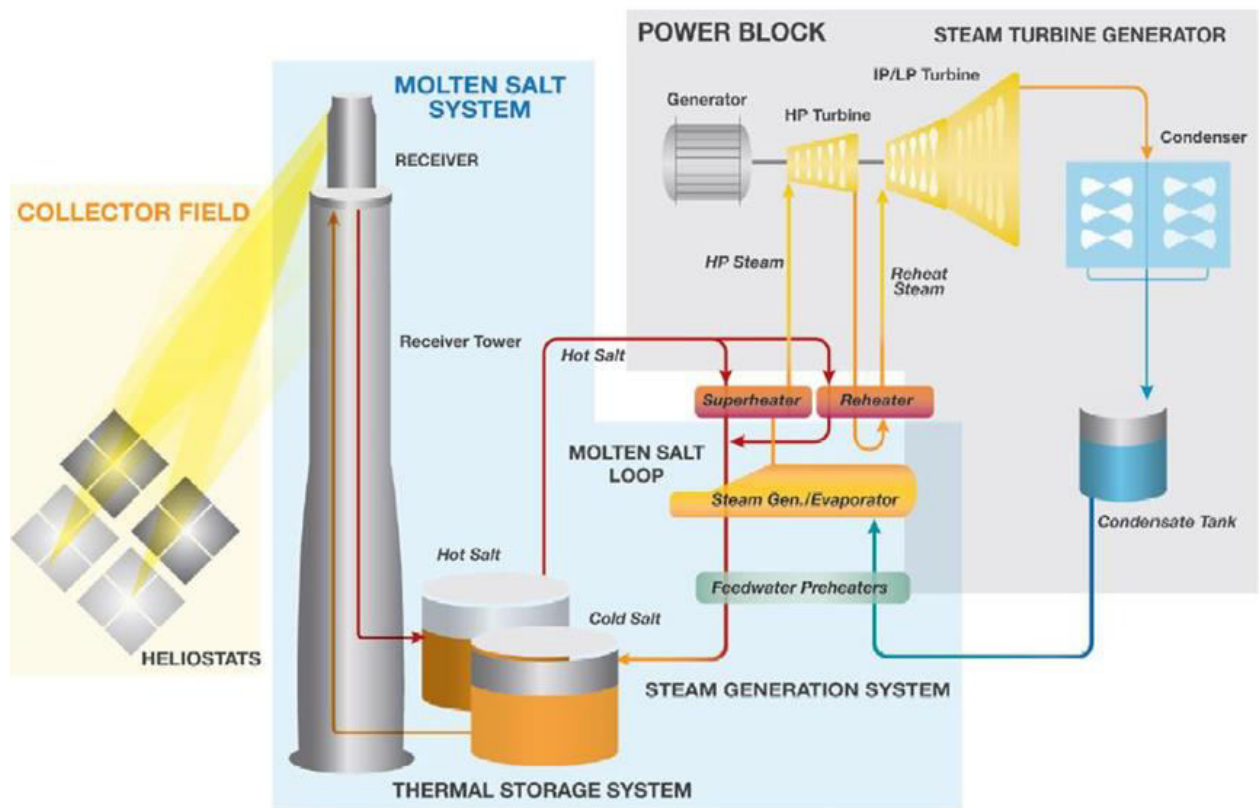 POWER BLOCK
STEAM TURBINE GENERATOR
IP/LP Turbine
Generator
HP Turbine
Condenser
MOLTEN SALT
SYSTEM
RECEIVER
COLLECTOR FIELD
HP Steam
Reheat
Steam
Receiver Tower
Hot Salt
Superheater
Reheater
MOLTEN SALT
LOOP
Steam Gen./Evaporator
Condensate Tank
Hot Salt
Feedwater Preheaters
Cold Salt
HELIOSTATS
STEAM GENERATION SYSTEM
THERMAL STORAGE SYSTEM